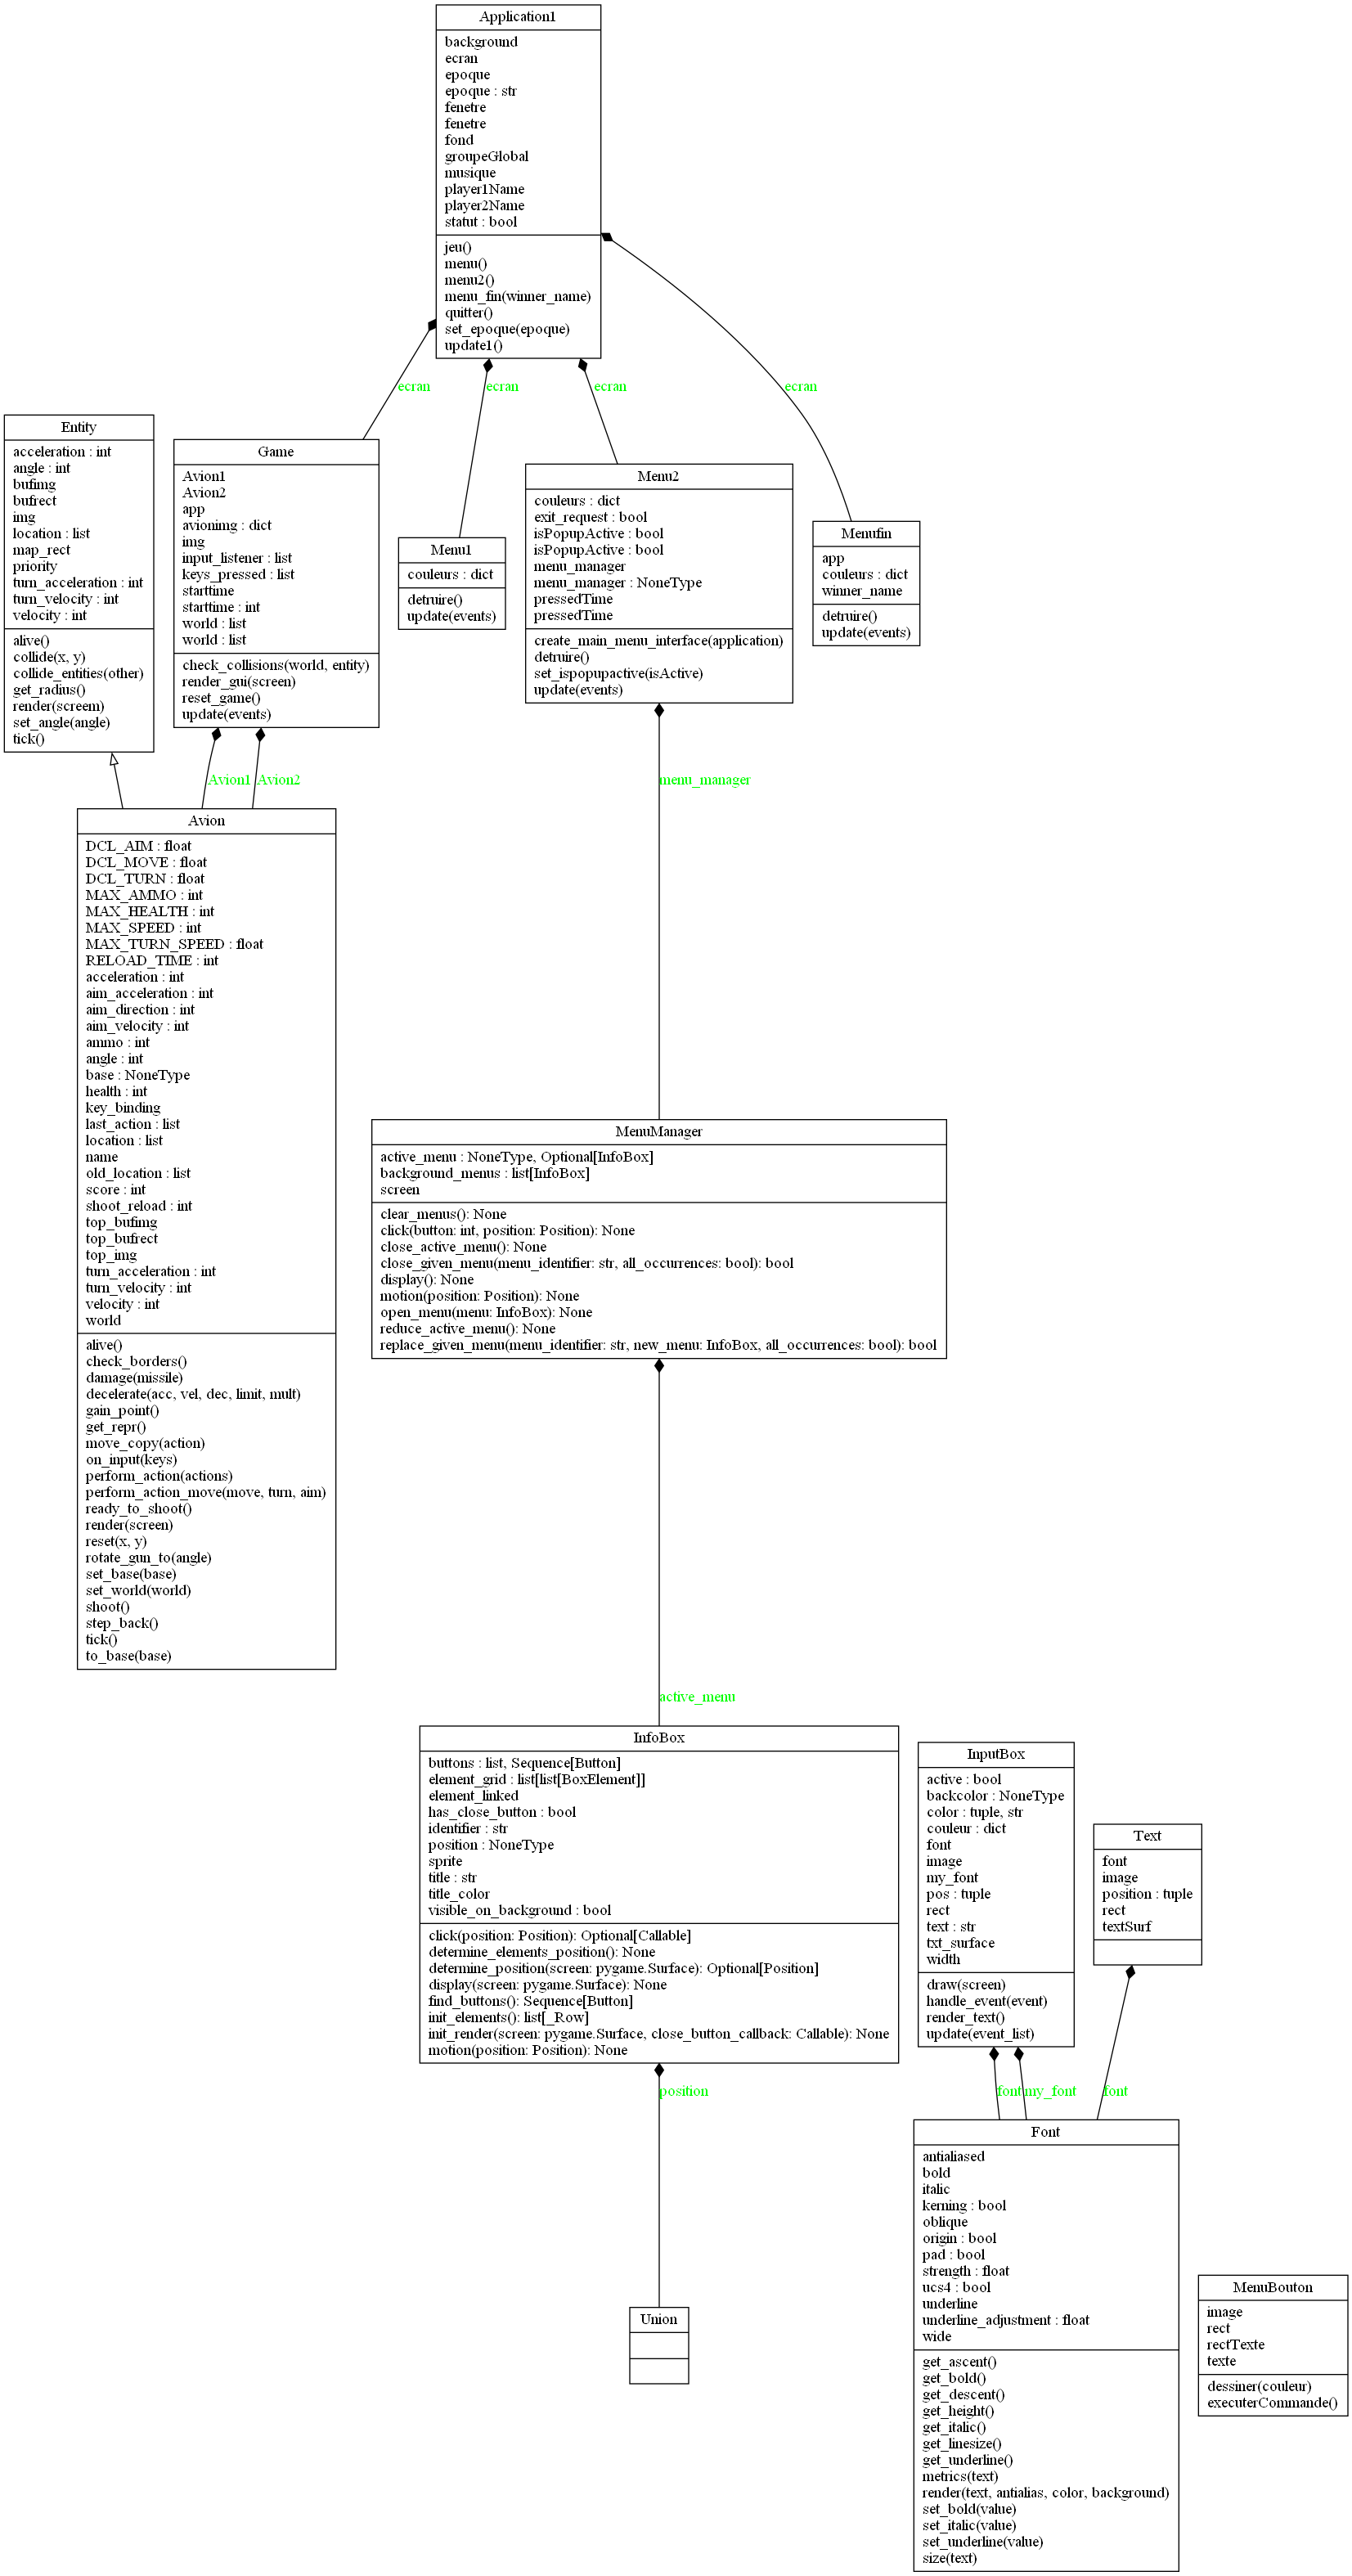 Application1
background
ecran
epoque
epoque : str
fenetre
fenetre
fond
groupeGlobal
musique
player1Name
player2Name
statut : bool
jeu()
menu()
menu2()
menu_fin(winner_name)
quitter()
set_epoque(epoque)
update1()
ecran
ecran
ecran
ecran
Entity
acceleration : int
angle : int
bufimg
bufrect
img
location : list
map_rect
priority
turn_acceleration : int
turn_velocity : int
velocity : int
alive()
collide(x, y)
collide_entities(other)
get_radius()
render(screem)
set_angle(angle)
tick()
Game
Avion1
Avion2
app
avionimg : dict
img
input_listener : list
keys_pressed : list
starttime
starttime : int
world : list
world : list
check_collisions(world, entity)
render_gui(screen)
reset_game()
update(events)
Menu1
couleurs : dict
detruire()
update(events)
Menu2
couleurs : dict
exit_request : bool
isPopupActive : bool
isPopupActive : bool
menu_manager
menu_manager : NoneType
pressedTime
pressedTime
create_main_menu_interface(application)
detruire()
set_ispopupactive(isActive)
update(events)
Menufin
app
couleurs : dict
winner_name
detruire()
update(events)
Avion1
Avion2
menu_manager
Avion
DCL_AIM : float
DCL_MOVE : float
DCL_TURN : float
MAX_AMMO : int
MAX_HEALTH : int
MAX_SPEED : int
MAX_TURN_SPEED : float
RELOAD_TIME : int
acceleration : int
aim_acceleration : int
aim_direction : int
aim_velocity : int
ammo : int
angle : int
base : NoneType
health : int
key_binding
last_action : list
location : list
name
old_location : list
score : int
shoot_reload : int
top_bufimg
top_bufrect
top_img
turn_acceleration : int
turn_velocity : int
velocity : int
world
alive()
check_borders()
damage(missile)
decelerate(acc, vel, dec, limit, mult)
gain_point()
get_repr()
move_copy(action)
on_input(keys)
perform_action(actions)
perform_action_move(move, turn, aim)
ready_to_shoot()
render(screen)
reset(x, y)
rotate_gun_to(angle)
set_base(base)
set_world(world)
shoot()
step_back()
tick()
to_base(base)
MenuManager
active_menu : NoneType, Optional[InfoBox]
background_menus : list[InfoBox]
screen
clear_menus(): None
click(button: int, position: Position): None
close_active_menu(): None
close_given_menu(menu_identifier: str, all_occurrences: bool): bool
display(): None
motion(position: Position): None
open_menu(menu: InfoBox): None
reduce_active_menu(): None
replace_given_menu(menu_identifier: str, new_menu: InfoBox, all_occurrences: bool): bool
active_menu
InfoBox
buttons : list, Sequence[Button]
element_grid : list[list[BoxElement]]
element_linked
has_close_button : bool
identifier : str
position : NoneType
sprite
title : str
title_color
visible_on_background : bool
click(position: Position): Optional[Callable]
determine_elements_position(): None
determine_position(screen: pygame.Surface): Optional[Position]
display(screen: pygame.Surface): None
find_buttons(): Sequence[Button]
init_elements(): list[_Row]
init_render(screen: pygame.Surface, close_button_callback: Callable): None
motion(position: Position): None
InputBox
active : bool
backcolor : NoneType
color : tuple, str
couleur : dict
font
image
my_font
pos : tuple
rect
text : str
txt_surface
width
draw(screen)
handle_event(event)
render_text()
update(event_list)
Text
font
image
position : tuple
rect
textSurf
position
font
my_font
font
Union
Font
antialiased
bold
italic
kerning : bool
oblique
origin : bool
pad : bool
strength : float
ucs4 : bool
underline
underline_adjustment : float
wide
get_ascent()
get_bold()
get_descent()
get_height()
get_italic()
get_linesize()
get_underline()
metrics(text)
render(text, antialias, color, background)
set_bold(value)
set_italic(value)
set_underline(value)
size(text)
MenuBouton
image
rect
rectTexte
texte
dessiner(couleur)
executerCommande()